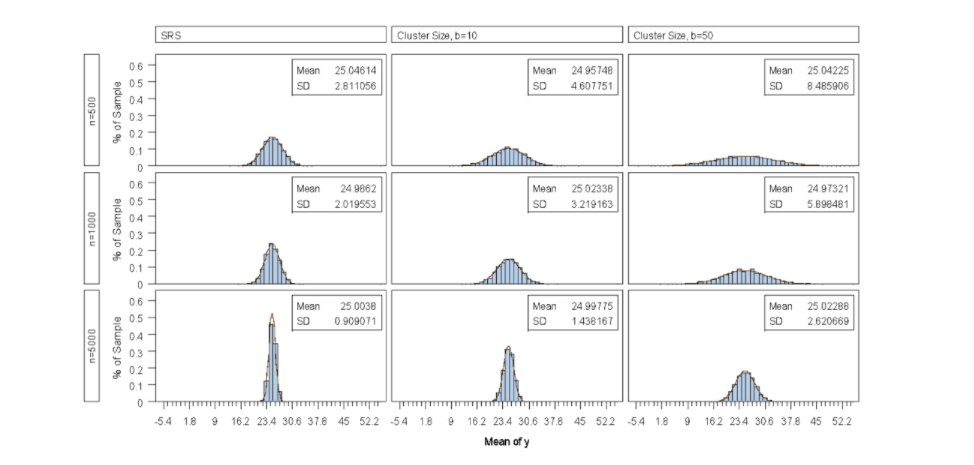 SRS
Cluster Size, b=10
Cluster Size, b=50
n=500
% of Sample
0.6
0.5
0.4
0.3
0.2
0.1
0
Mean 25.04614
SD 2.811056
Mean 24.95748
SD 4.607751
Mean 25.04225
SD 8.485906
n=1000
% of Sample
0.6
0.5
0.4
0.3
0.2
0.1
0
Mean 24.9862
SD 2.019553
Mean 25.02338
SD 3.219163
Mean 24.97321
SD 5.898481
n=5000
% of Sample
0.6
0.5
0.4
0.3
0.2
0.1
0
Mean 25.0038
SD 0.909071
Mean 24.99775
SD 1.438167
Mean 25.02288
SD 2.620669
-5.4 1.8 9 16.2 23.4 30.6 37.8 45 52.2
-5.4 1.8 9 16.2 23.4 30.6 37.8 45 52.2
-5.4 1.8 9 16.2 23.4 30.6 37.8 45 52.2
Mean of y